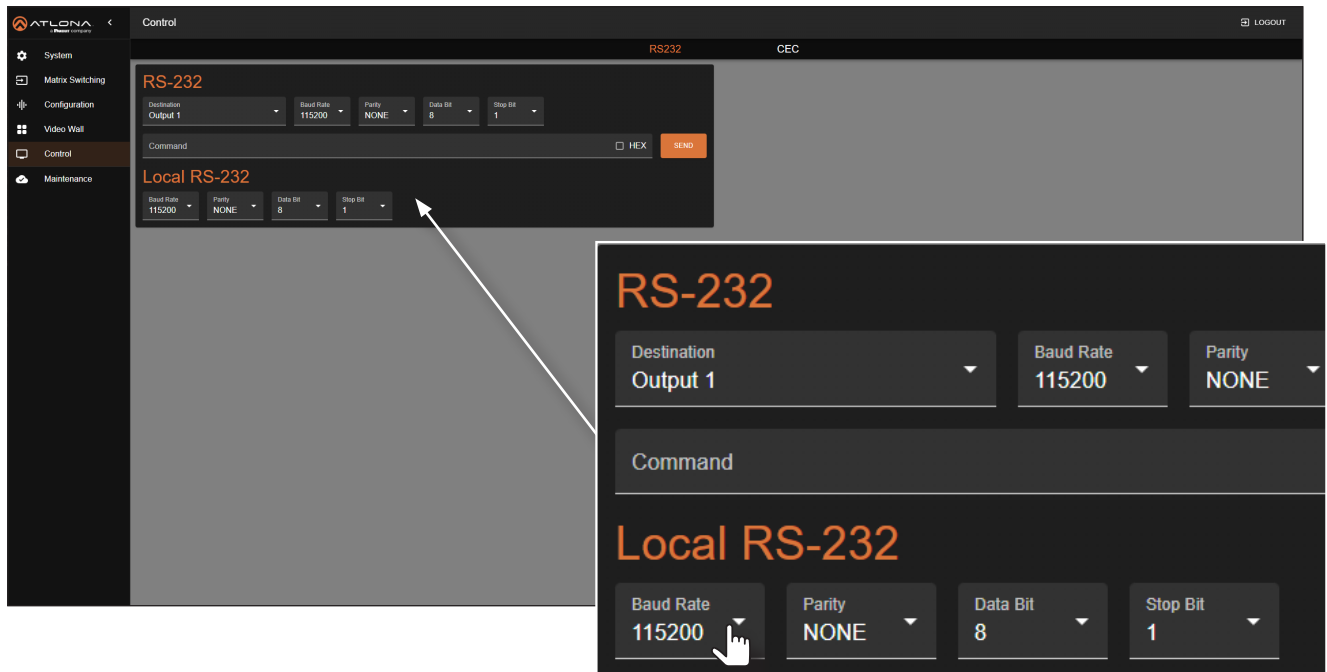 ATLONA
a Panduit company
Control
LOGOUT
System
Matrix Switching
Configuration
Video Wall
Control
Maintenance
RS232 CEC
RS-232
Destination Baud Rate Parity Data Bit Stop Bit
Output 1 115200 NONE 8 1
Command HEX SEND
Local RS-232
Baud Rate Parity Data Bit Stop Bit
115200 NONE 8 1
RS-232
Destination Baud Rate Parity
Output 1 115200 NONE
Command
Local RS-232
Baud Rate Parity Data Bit Stop Bit
115200 NONE 8 1